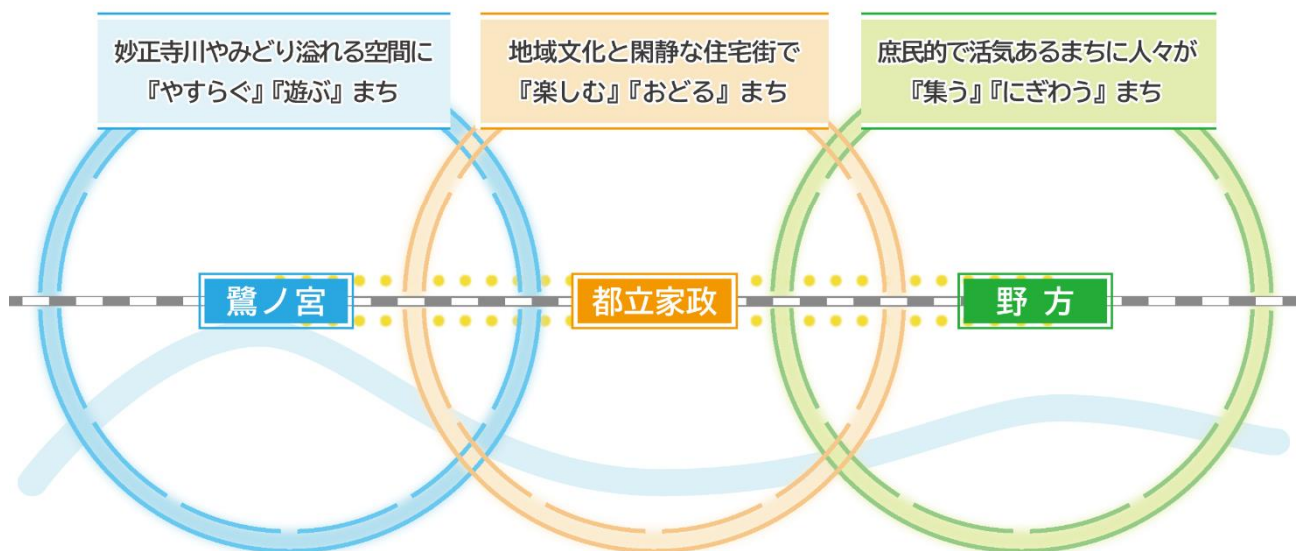 妙正寺川やみどり溢れる空間に
『やすらぐ』『遊ぶ』まち
地域文化と閑静な住宅街で
『楽しむ』『おどる』まち
庶民的で活気あるまちに人々が
『集う』『にぎわう』まち
鷺ノ宮
都立家政
野方